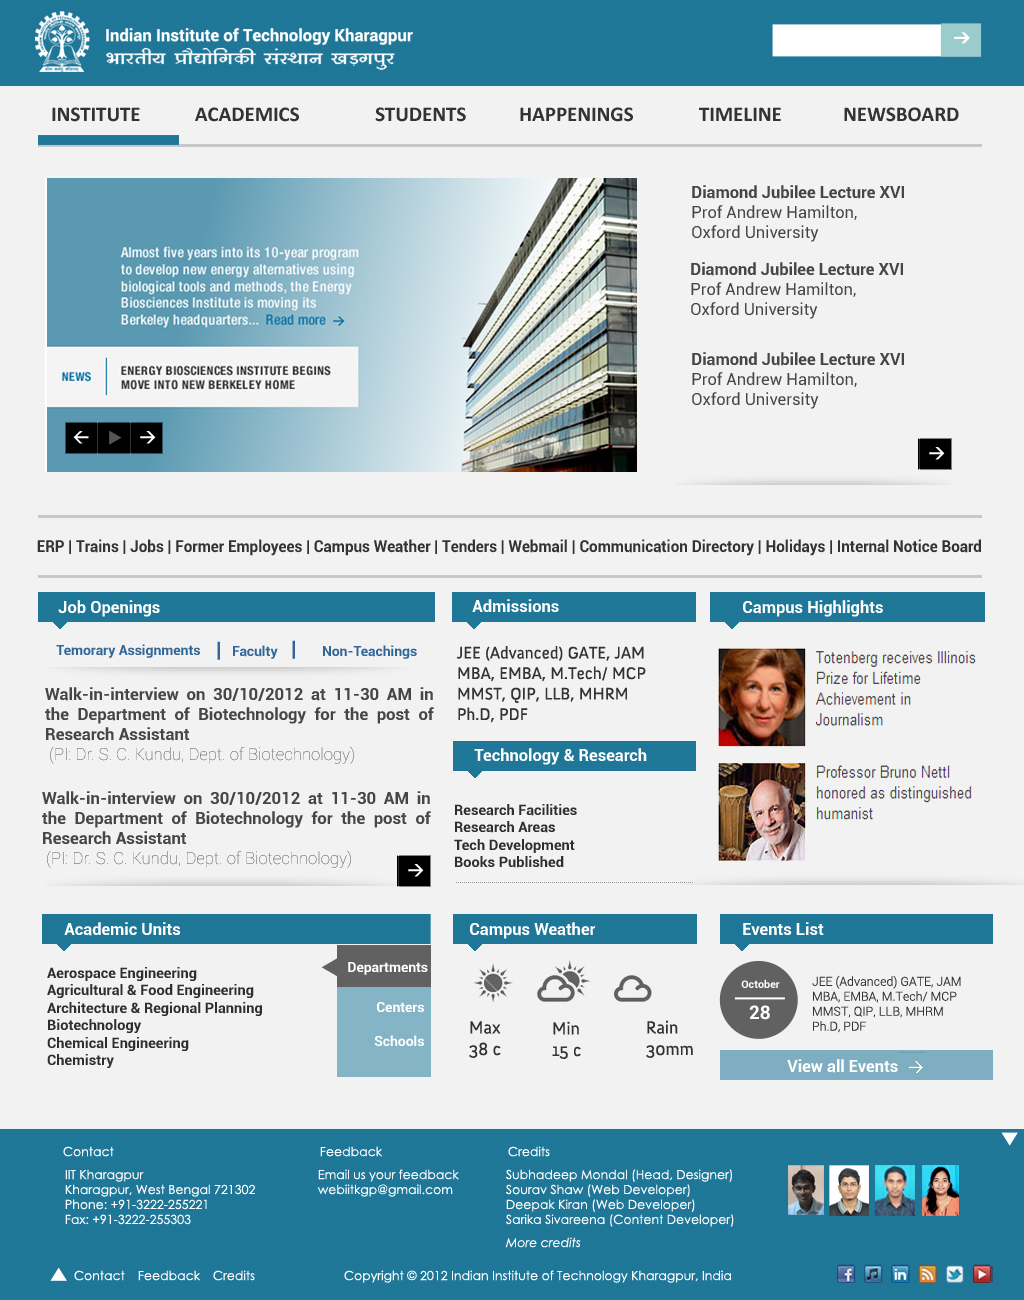 Indian Institute of Technology Kharagpur
भारतीय प्रौद्योगिकी संस्थान खड़गपुर
INSTITUTE ACADEMICS STUDENTS HAPPENINGS TIMELINE NEWSBOARD
Almost five years into its 10-year program
to develop new energy alternatives using
biological tools and methods, the Energy
Biosciences Institute is moving its
Berkeley headquarters... Read more
NEWS
ENERGY BIOSCIENCES INSTITUTE BEGINS
MOVE INTO NEW BERKELEY HOME
Diamond Jubilee Lecture XVI
Prof Andrew Hamilton,
Oxford University
Diamond Jubilee Lecture XVI
Prof Andrew Hamilton,
Oxford University
Diamond Jubilee Lecture XVI
Prof Andrew Hamilton,
Oxford University
ERP | Trains | Jobs | Former Employees | Campus Weather | Tenders | Webmail | Communication Directory | Holidays | Internal Notice Board
Job Openings
Temorary Assignments | Faculty | Non-Teachings
Walk-in-interview on 30/10/2012 at 11-30 AM in
the Department of Biotechnology for the post of
Research Assistant
(PI: Dr. S. C. Kundu, Dept. of Biotechnology)
Walk-in-interview on 30/10/2012 at 11-30 AM in
the Department of Biotechnology for the post of
Research Assistant
(PI: Dr. S. C. Kundu, Dept. of Biotechnology)
Admissions
JEE (Advanced) GATE, JAM
MBA, EMBA, M.Tech/ MCP
MMST, QIP, LLB, MHRM
Ph.D, PDF
Technology & Research
Research Facilities
Research Areas
Tech Development
Books Published
Campus Highlights
Totenberg receives Illinois
Prize for Lifetime
Achievement in
Journalism
Professor Bruno Nettl
honored as distinguished
humanist
Academic Units
Aerospace Engineering
Agricultural & Food Engineering
Architecture & Regional Planning
Biotechnology
Chemical Engineering
Chemistry
Departments
Centers
Schools
Campus Weather
Max Min Rain
38 c 15 c 30mm
Events List
October
28
JEE (Advanced) GATE, JAM
MBA, EMBA, M.Tech/ MCP
MMST, QIP, LLB, MHRM
Ph.D, PDF
View all Events
Contact
IIT Kharagpur
Kharagpur, West Bengal 721302
Phone: +91-3222-255221
Fax: +91-3222-255303
Feedback
Email us your feedback
webiitkgp@gmail.com
Credits
Subhadeep Mondal (Head, Designer)
Sourav Shaw (Web Developer)
Deepak Kiran (Web Developer)
Sarika Sivareena (Content Developer)
More credits
Contact Feedback Credits
Copyright © 2012 Indian Institute of Technology Kharagpur, India